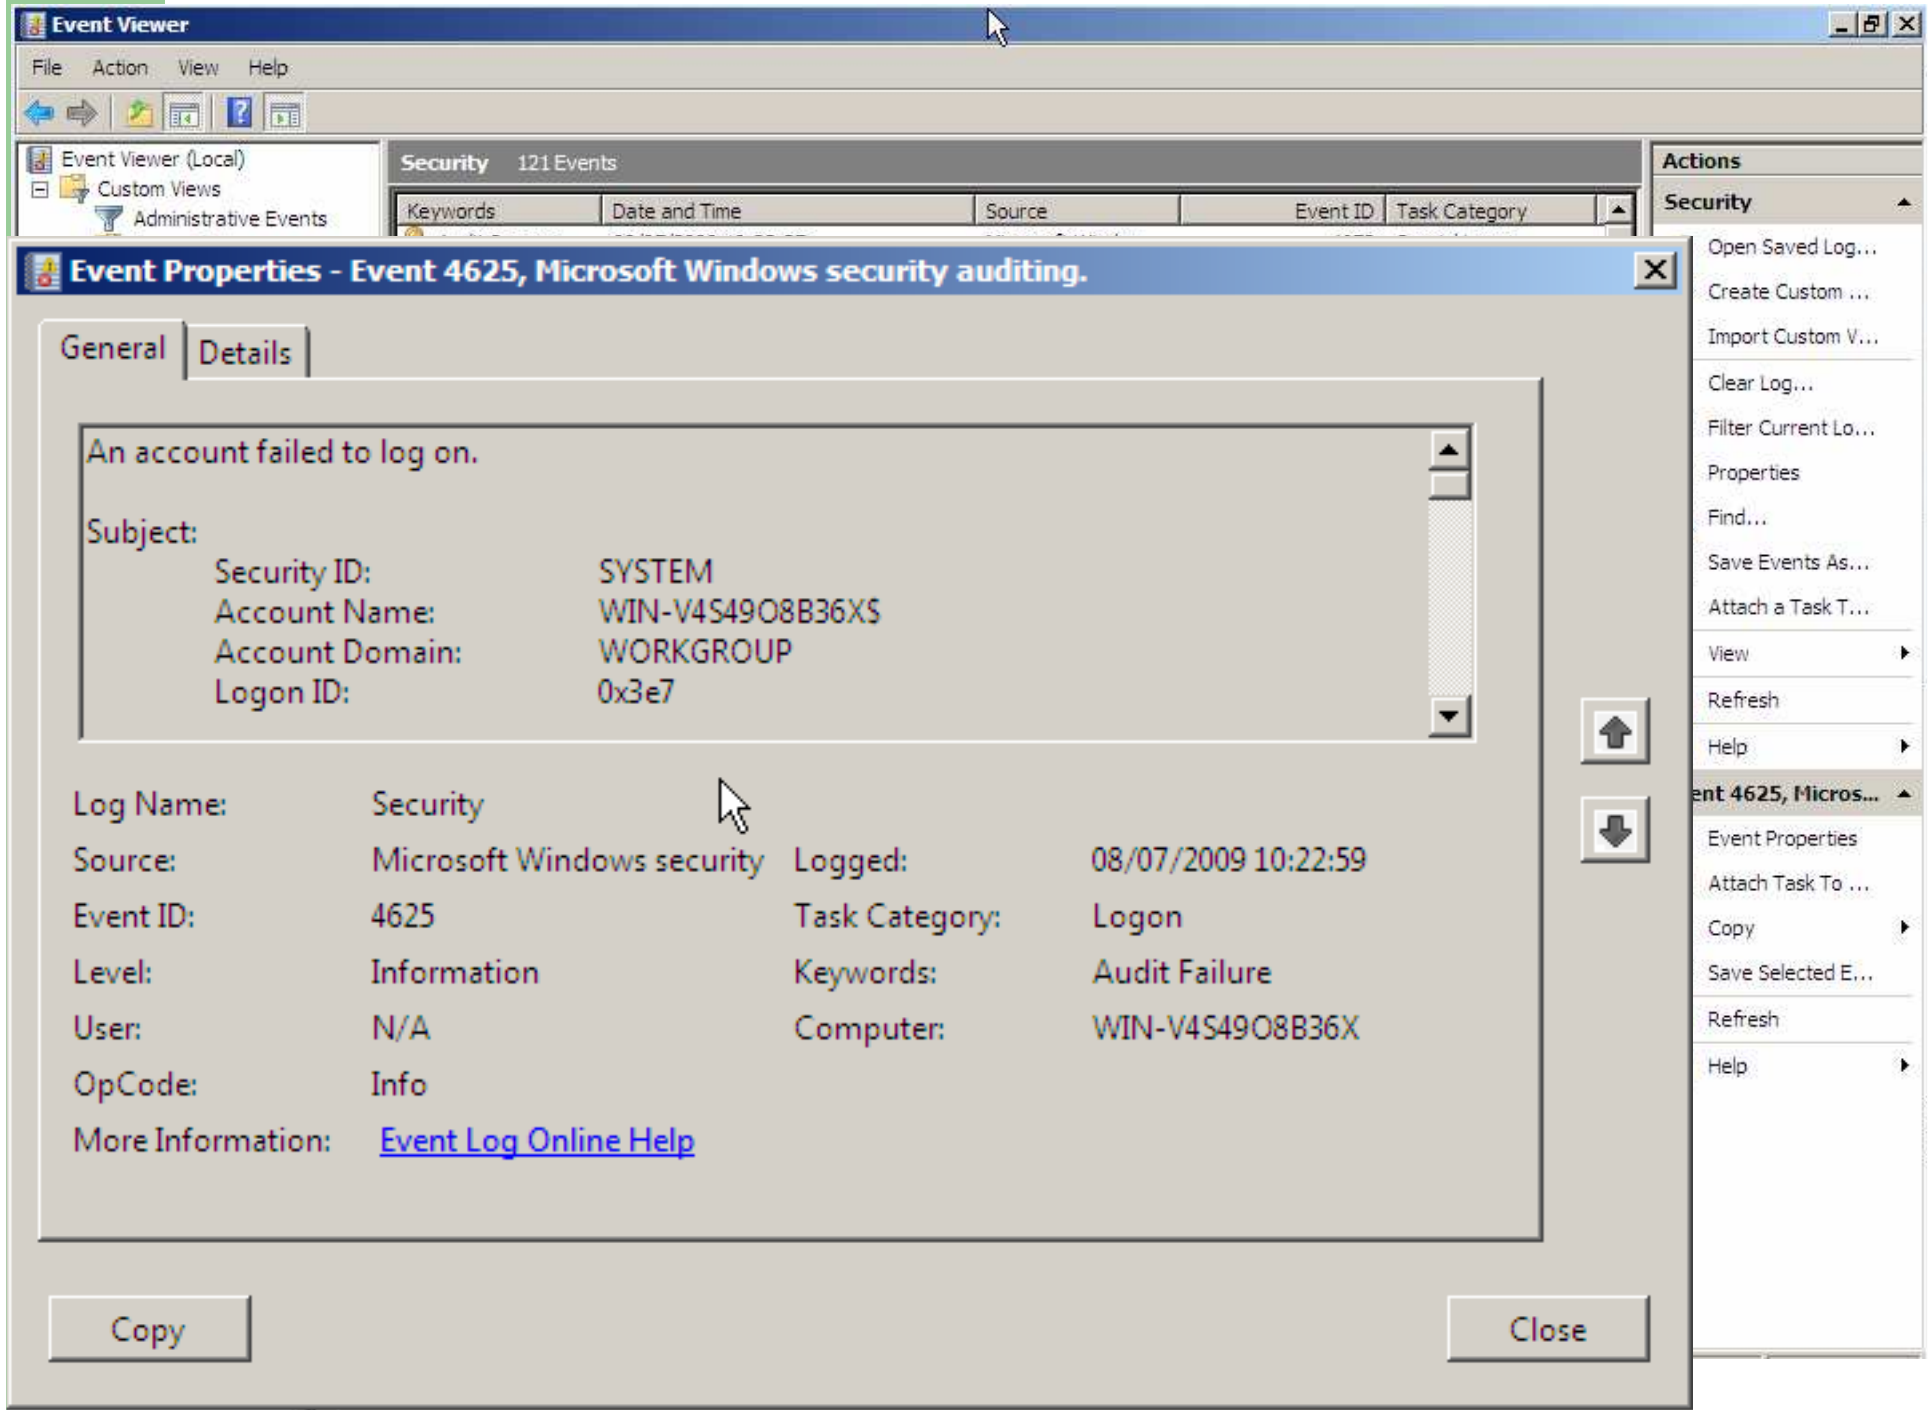 Event Viewer
File Action View Help
Event Viewer (Local)
Custom Views
Administrative Events
Security 121 Events
Keywords Date and Time Source Event ID Task Category
Actions
Security
Open Saved Log...
Create Custom ...
Import Custom V...
Clear Log...
Filter Current Lo...
Properties
Find...
Save Events As...
Attach a Task T...
View
Refresh
Help
ent 4625, Micros...
Event Properties
Attach Task To ...
Copy
Save Selected E...
Refresh
Help
Event Properties - Event 4625, Microsoft Windows security auditing.
General Details
An account failed to log on.
Subject:
Security ID: SYSTEM
Account Name: WIN-V4S49O8B36X$
Account Domain: WORKGROUP
Logon ID: 0x3e7
Log Name: Security
Source: Microsoft Windows security Logged: 08/07/2009 10:22:59
Event ID: 4625 Task Category: Logon
Level: Information Keywords: Audit Failure
User: N/A Computer: WIN-V4S49O8B36X
OpCode: Info
More Information: Event Log Online Help
Copy Close